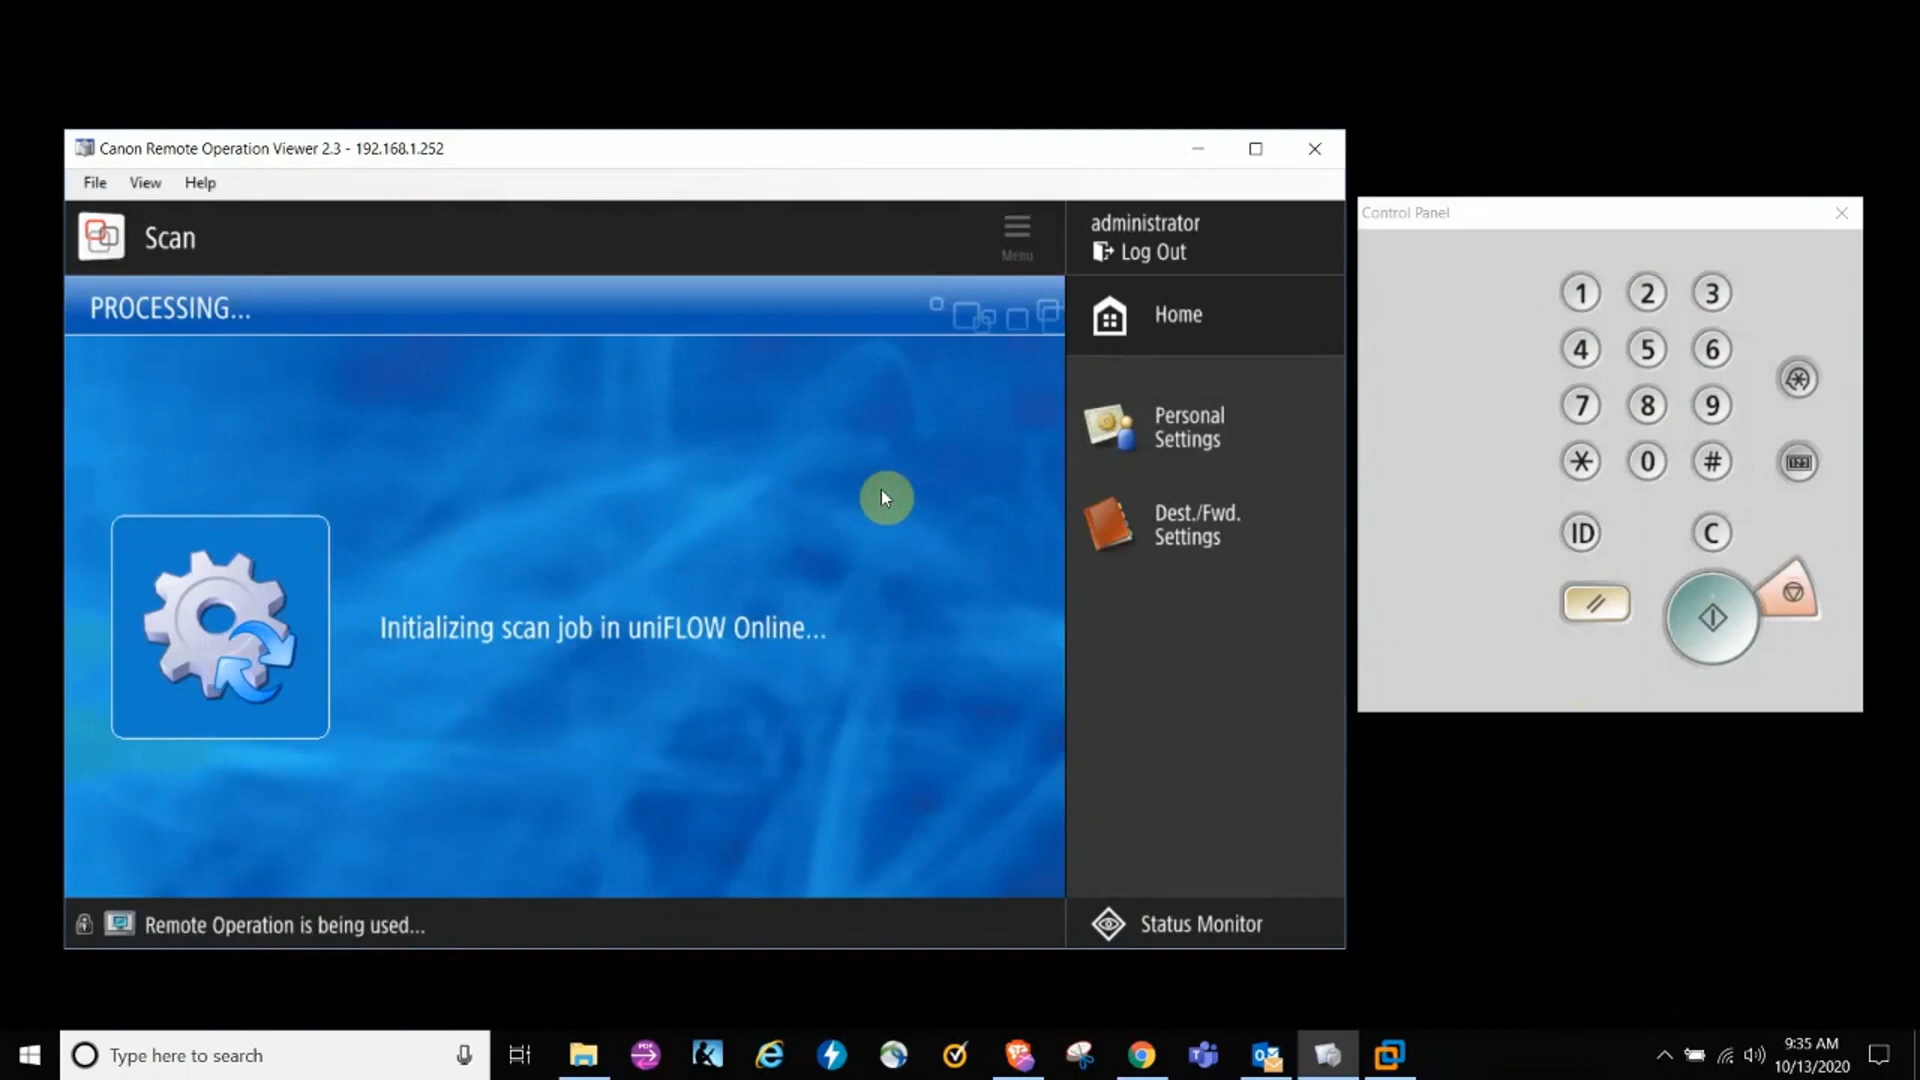 Canon Remote Operation Viewer 2.3 - 192.168.1.252
File View Help
Scan
Menu
administrator
Log Out
PROCESSING...
Home
Personal
Settings
Dest./Fwd.
Settings
Initializing scan job in uniFLOW Online...
Remote Operation is being used...
Status Monitor
Control Panel
1 2 3
4 5 6
7 8 9
* 0 #
ID C
Type here to search
9:35 AM
10/13/2020